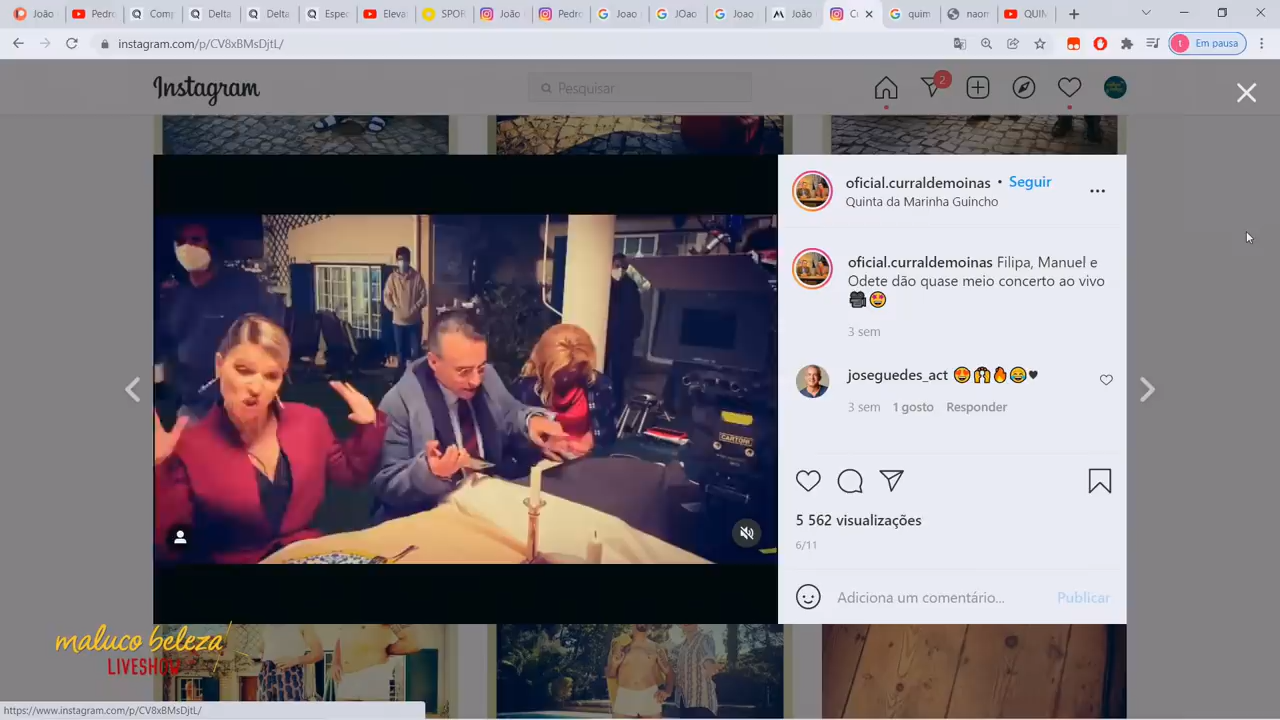 João
Pedro
Comp
Delta
Delta
Espec
Eleva
SPOR
João
Pedro
Joao
JOao
Joao
João
quim
naom
QUIM
instagram.com/p/CV8xBMsDjtL/
t
Em pausa
Instagram
Pesquisar
2
oficial.curraldemoinas • Seguir
Quinta da Marinha Guincho
oficial.curraldemoinas Filipa, Manuel e
Odete dão quase meio concerto ao vivo
🎥🤩
3 sem
joseguedes_act 😍🙌🔥😂🖤
3 sem 1 gosto Responder
CARTONI
5 562 visualizações
6/11
Adiciona um comentário... Publicar
maluco beleza
LIVESHOW
https://www.instagram.com/p/CV8xBMsDjtL/